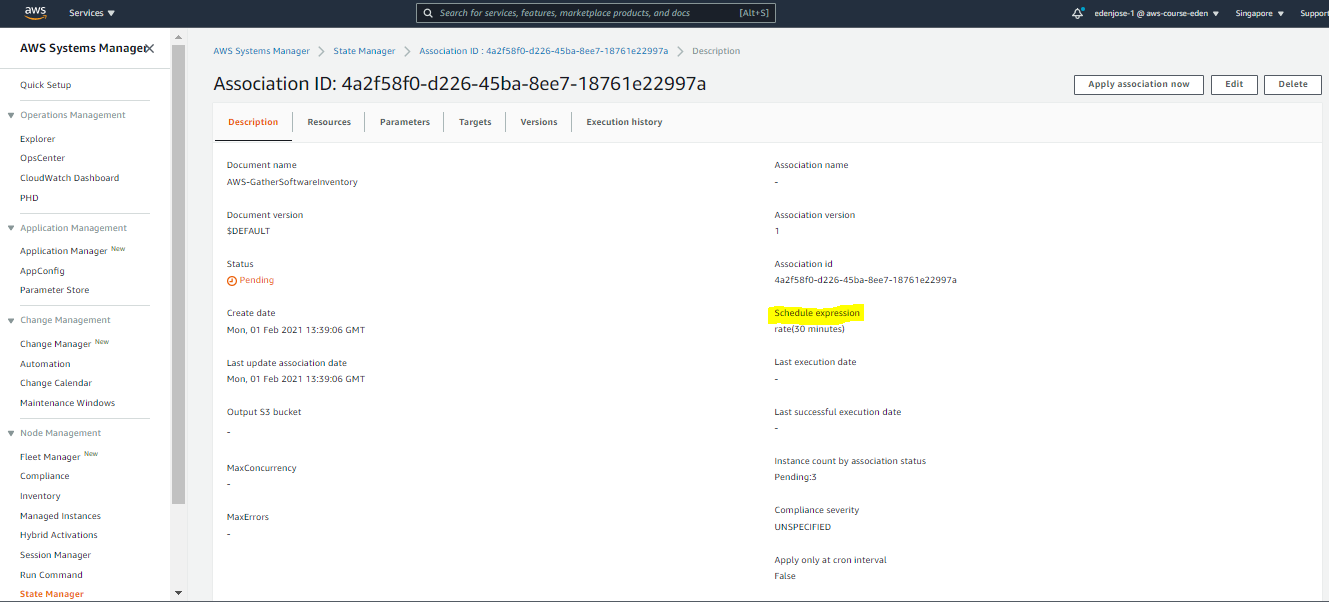 aws
Services
Search for services, features, marketplace products, and docs [Alt+S]
edenjose-1 @ aws-course-eden
Singapore
Support
AWS Systems Manager
Quick Setup
Operations Management
Explorer
OpsCenter
CloudWatch Dashboard
PHD
Application Management
Application Manager New
AppConfig
Parameter Store
Change Management
Change Manager New
Automation
Change Calendar
Maintenance Windows
Node Management
Fleet Manager New
Compliance
Inventory
Managed Instances
Hybrid Activations
Session Manager
Run Command
State Manager
AWS Systems Manager > State Manager > Association ID : 4a2f58f0-d226-45ba-8ee7-18761e22997a > Description
Association ID: 4a2f58f0-d226-45ba-8ee7-18761e22997a
Apply association now
Edit
Delete
Description
Resources
Parameters
Targets
Versions
Execution history
Document name
AWS-GatherSoftwareInventory
Document version
$DEFAULT
Status
Pending
Create date
Mon, 01 Feb 2021 13:39:06 GMT
Last update association date
Mon, 01 Feb 2021 13:39:06 GMT
Output S3 bucket
-
MaxConcurrency
-
MaxErrors
-
Association name
-
Association version
1
Association id
4a2f58f0-d226-45ba-8ee7-18761e22997a
Schedule expression
rate(30 minutes)
Last execution date
-
Last successful execution date
-
Instance count by association status
Pending:3
Compliance severity
UNSPECIFIED
Apply only at cron interval
False